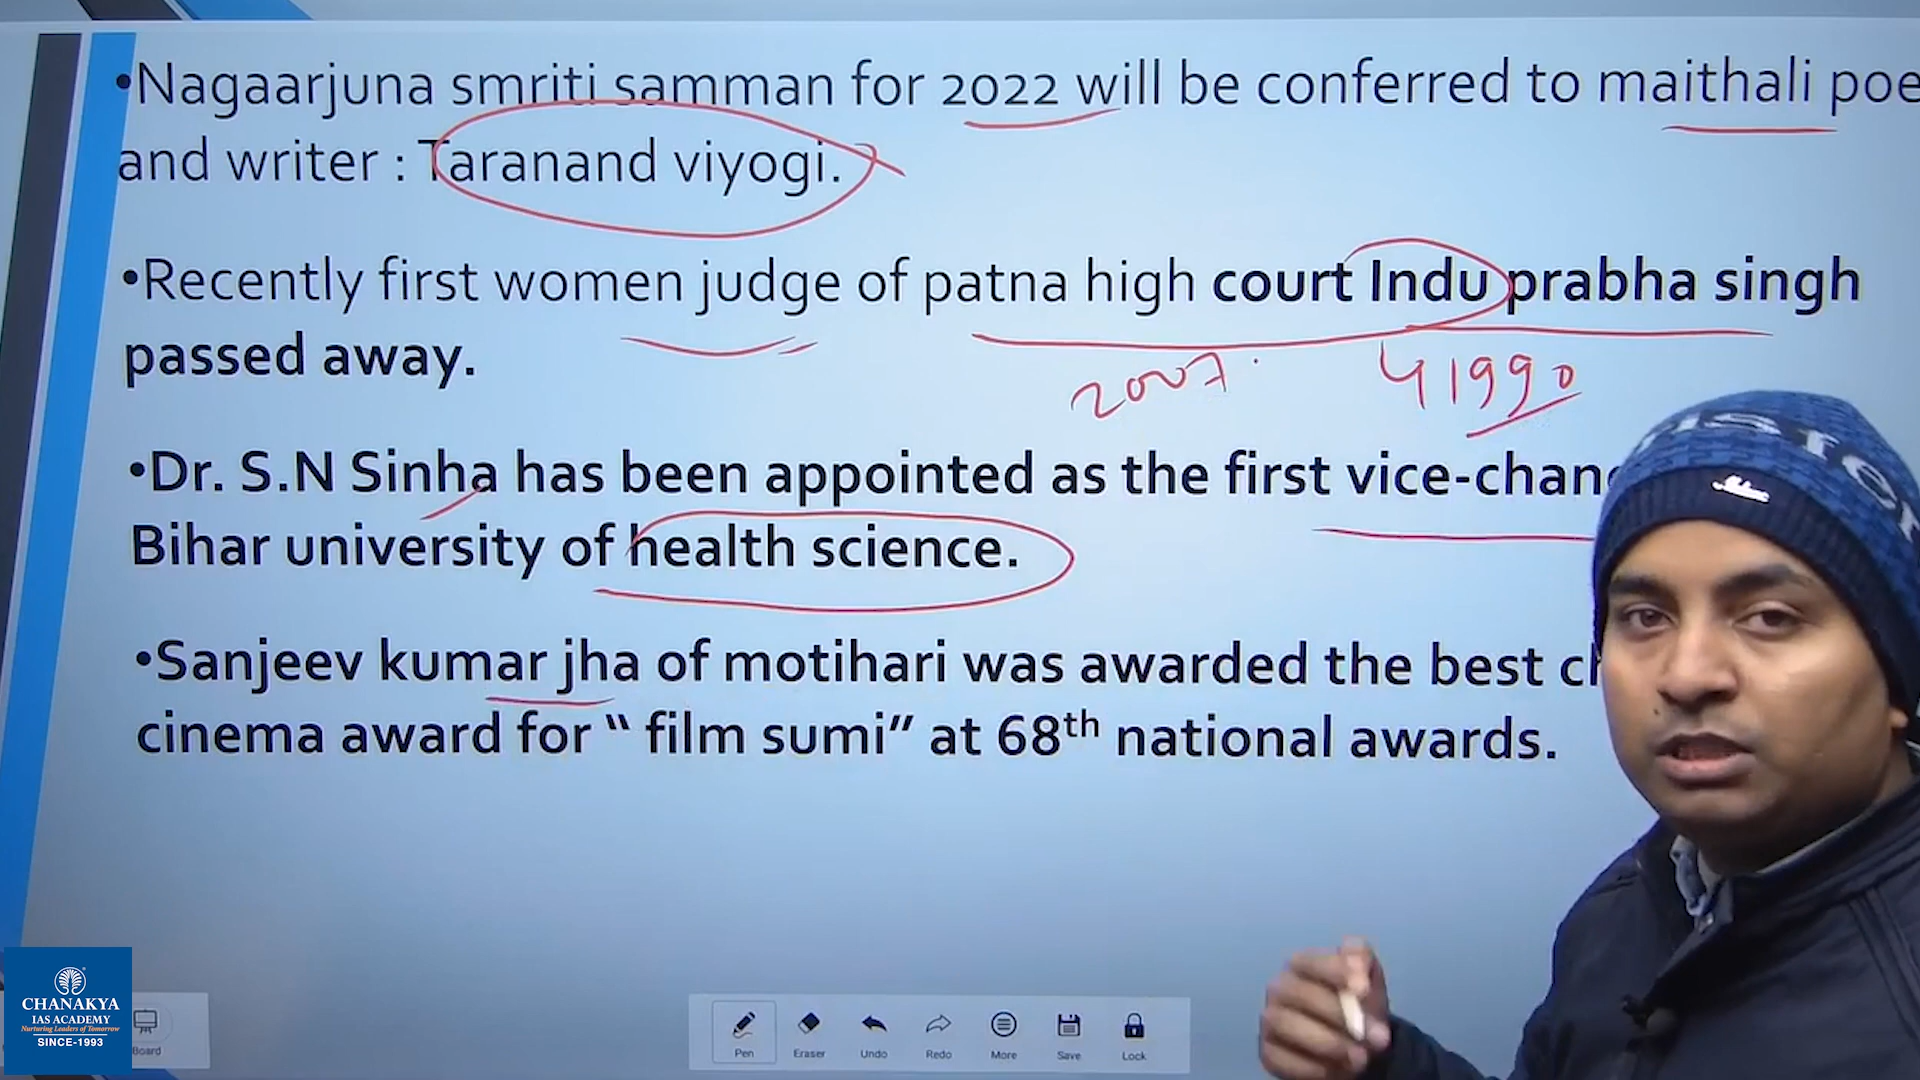 •Nagaarjuna smriti samman for 2022 will be conferred to maithali poe
and writer : Taranand viyogi.
•Recently first women judge of patna high court Indu prabha singh
passed away.
2007
1990
•Dr. S.N Sinha has been appointed as the first vice-chanc
Bihar university of health science.
•Sanjeev kumar jha of motihari was awarded the best c
cinema award for “ film sumi” at 68th national awards.
CHANAKYA
IAS ACADEMY
Nurturing Leaders of Tomorrow
SINCE-1993
Board
Pen Eraser Undo Redo More Save Lock